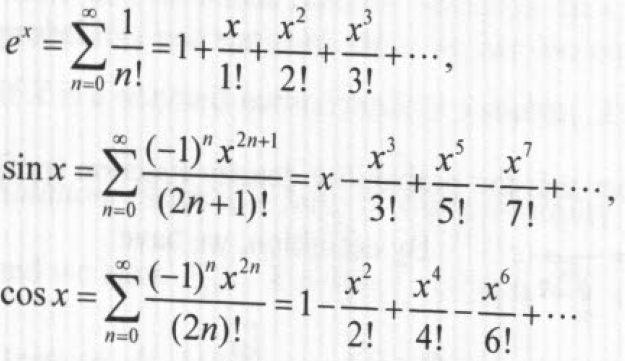 e^x = \sum_{n=0}^{\infty} \frac{1}{n!} = 1 + \frac{x}{1!} + \frac{x^2}{2!} + \frac{x^3}{3!} + \cdots,
\sin x = \sum_{n=0}^{\infty} \frac{(-1)^n x^{2n+1}}{(2n+1)!} = x - \frac{x^3}{3!} + \frac{x^5}{5!} - \frac{x^7}{7!} + \cdots,
\cos x = \sum_{n=0}^{\infty} \frac{(-1)^n x^{2n}}{(2n)!} = 1 - \frac{x^2}{2!} + \frac{x^4}{4!} - \frac{x^6}{6!} + \cdots